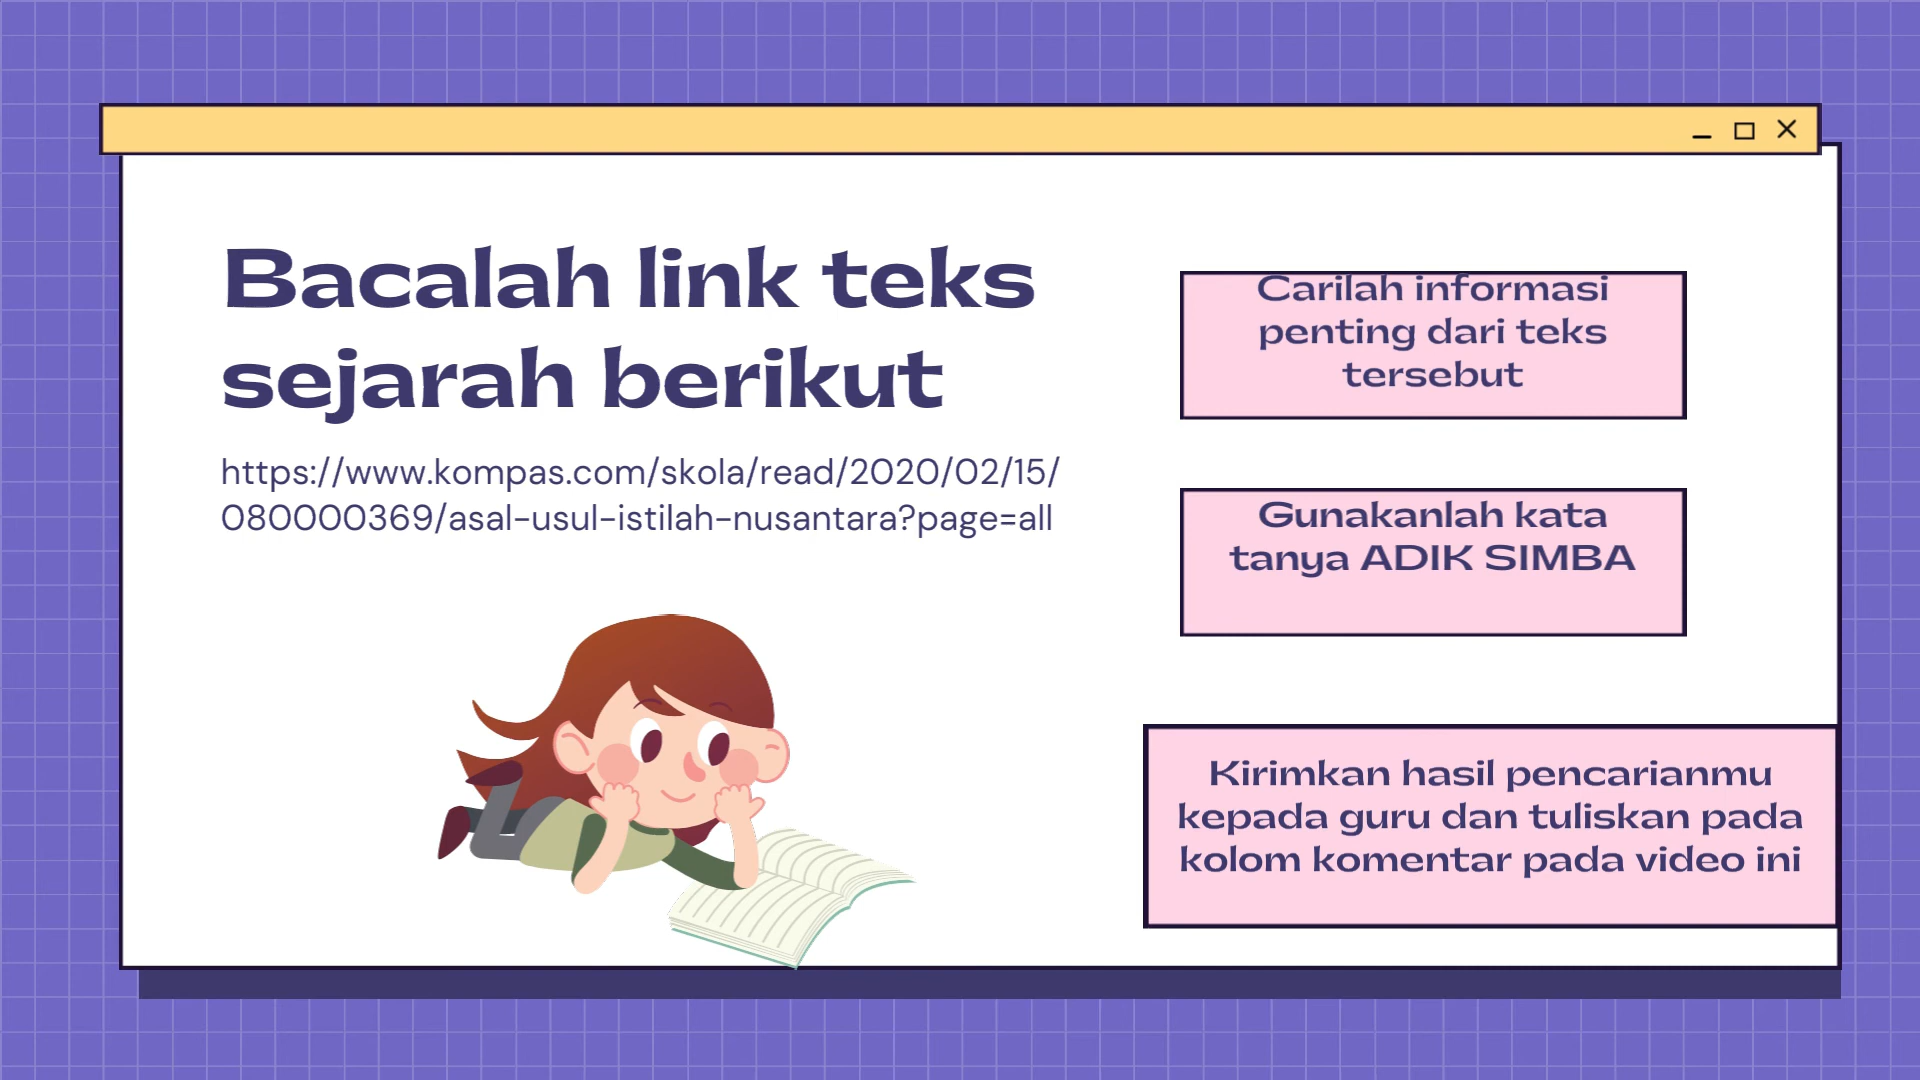 Bacalah link teks
sejarah berikut
https://www.kompas.com/skola/read/2020/02/15/
080000369/asal-usul-istilah-nusantara?page=all
Carilah informasi
penting dari teks
tersebut
Gunakanlah kata
tanya ADIK SIMBA
Kirimkan hasil pencarianmu
kepada guru dan tuliskan pada
kolom komentar pada video ini